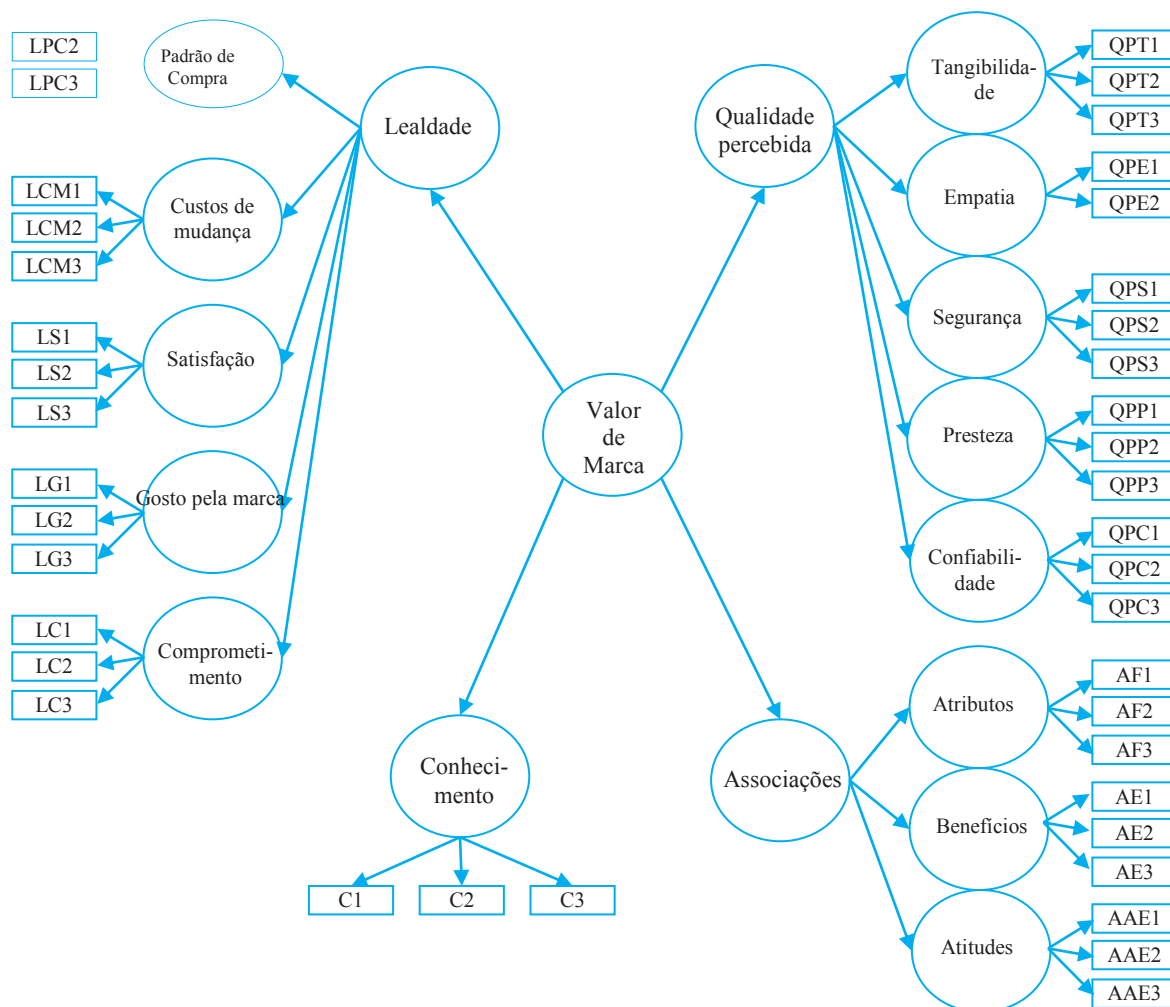 LPC2
LPC3
Padrão de
Compra
Lealdade
LCM1
LCM2
LCM3
Custos de
mudança
LS1
LS2
LS3
Satisfação
LG1
LG2
LG3
Gosto pela marca
LC1
LC2
LC3
Comprometi-
mento
Valor
de
Marca
Conheci-
mento
C1
C2
C3
Qualidade
percebida
Tangibilida-
de
QPT1
QPT2
QPT3
Empatia
QPE1
QPE2
Segurança
QPS1
QPS2
QPS3
Presteza
QPP1
QPP2
QPP3
Confiabili-
dade
QPC1
QPC2
QPC3
Associações
Atributos
AF1
AF2
AF3
Benefícios
AE1
AE2
AE3
Atitudes
AAE1
AAE2
AAE3